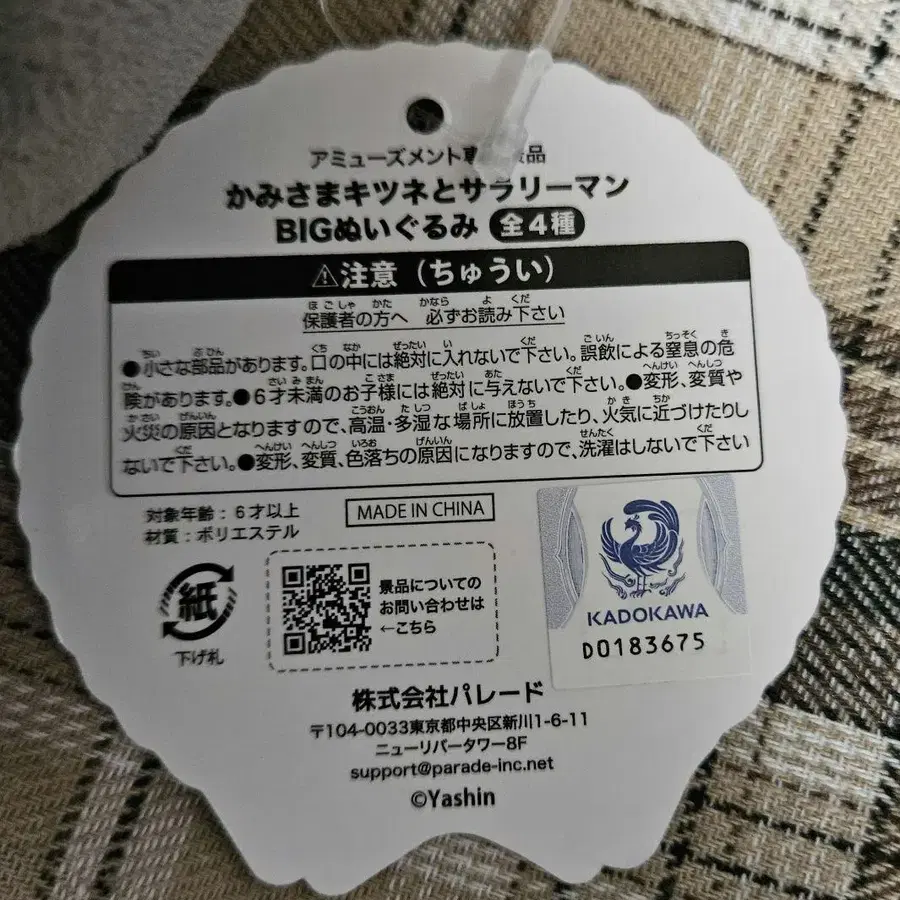 アミューズメント専 景品
かみさまキツネとサラリーマン
BIGぬいぐるみ 全4種
⚠注意（ちゅうい）
保護者の方へ 必ずお読み下さい
●小さな部品があります。口の中には絶対に入れないで下さい。誤飲による窒息の危
険があります。●6才未満のお子様には絶対に与えないで下さい。●変形、変質や
火災の原因となりますので、高温・多湿な場所に放置したり、火気に近づけたりし
ないで下さい。●変形、変質、色落ちの原因になりますので、洗濯はしないで下さい
対象年齢：6才以上
材質：ポリエステル
MADE IN CHINA
紙
下げ札
景品についての
お問い合わせは
←こちら
KADOKAWA
D0183675
株式会社パレード
〒104-0033東京都中央区新川1-6-11
ニューリバータワー8F
support@parade-inc.net
©Yashin